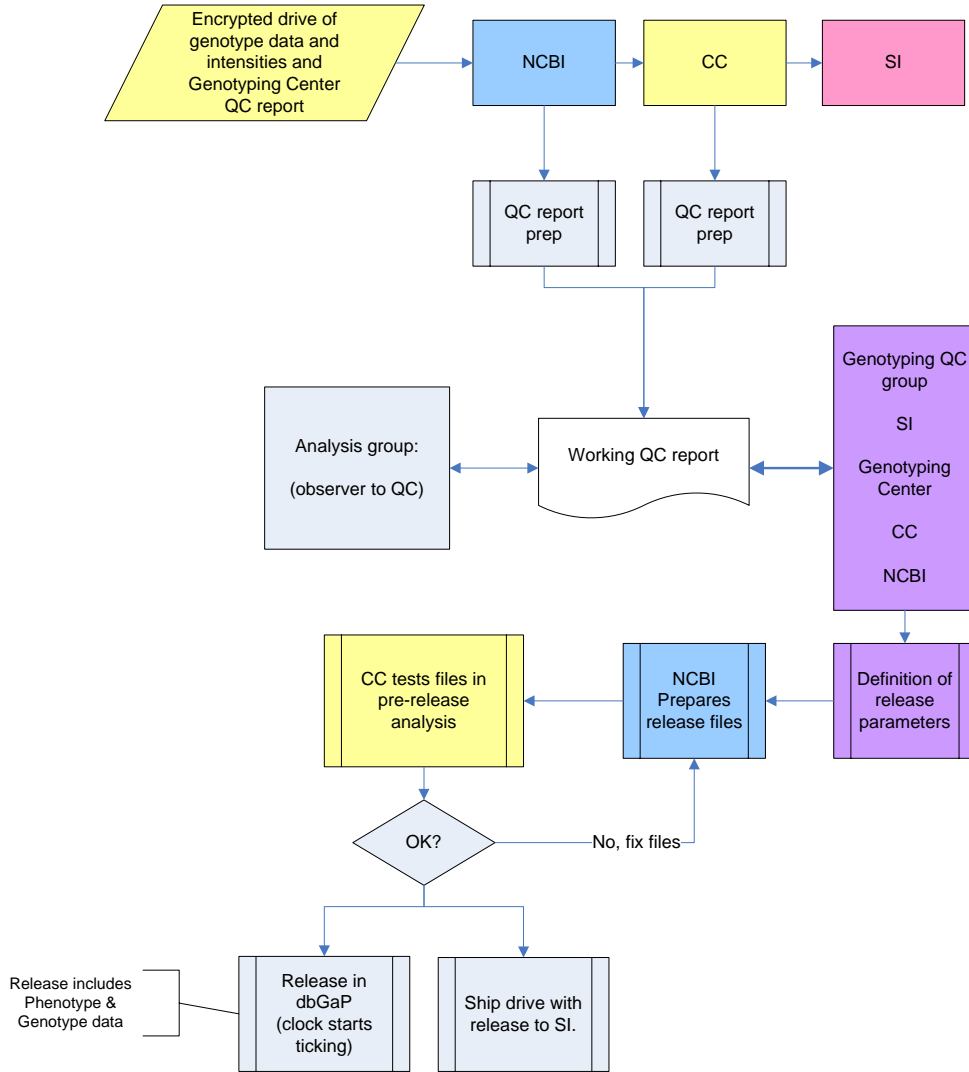 Encrypted drive of
genotype data and
intensities and
Genotyping Center
QC report
NCBI
CC
SI
QC report
prep
QC report
prep
Genotyping QC
group
SI
Genotyping
Center
CC
NCBI
Analysis group:
(observer to QC)
Working QC report
CC tests files in
pre-release
analysis
NCBI
Prepares
release files
Definition of
release
parameters
OK?
No, fix files
Release includes
Phenotype &
Genotype data
Release in
dbGaP
(clock starts
ticking)
Ship drive with
release to SI.